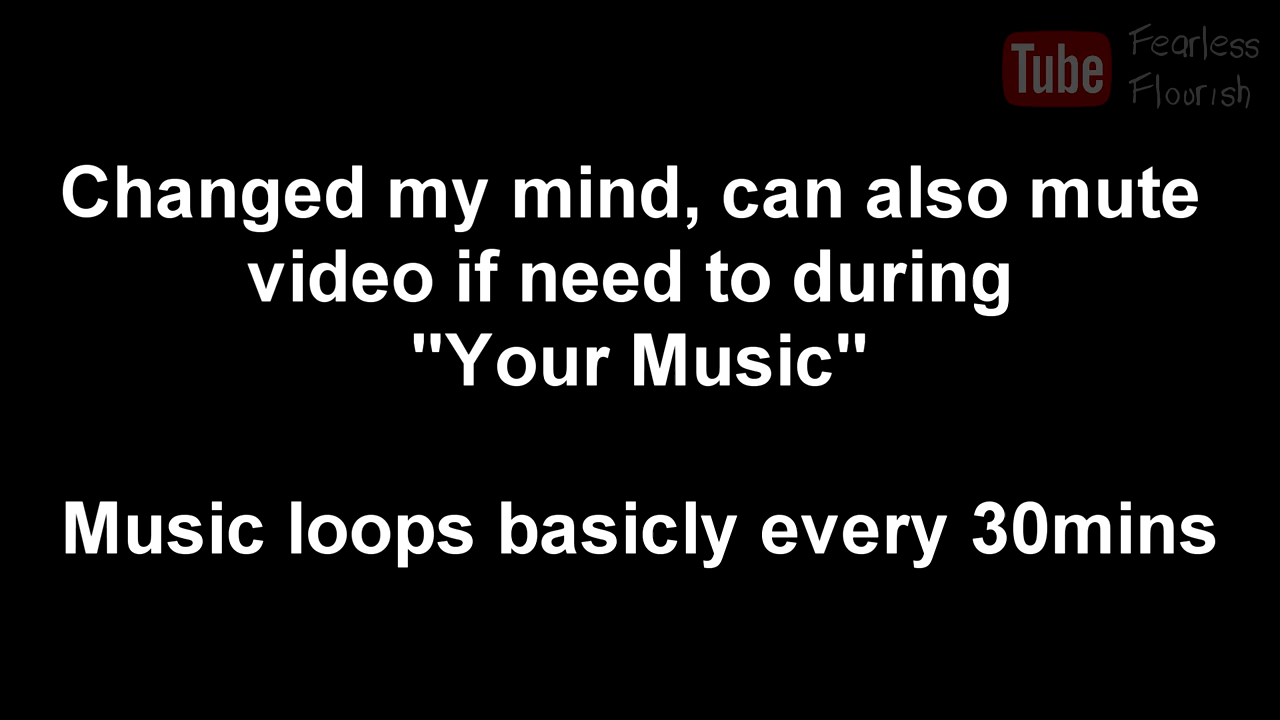 Tube
Fearless
Flourish
Changed my mind, can also mute
video if need to during
"Your Music"
Music loops basicly every 30mins